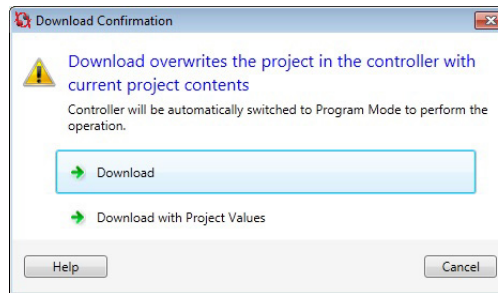 Download Confirmation
Download overwrites the project in the controller with
current project contents
Controller will be automatically switched to Program Mode to perform the
operation.
Download
Download with Project Values
Help
Cancel